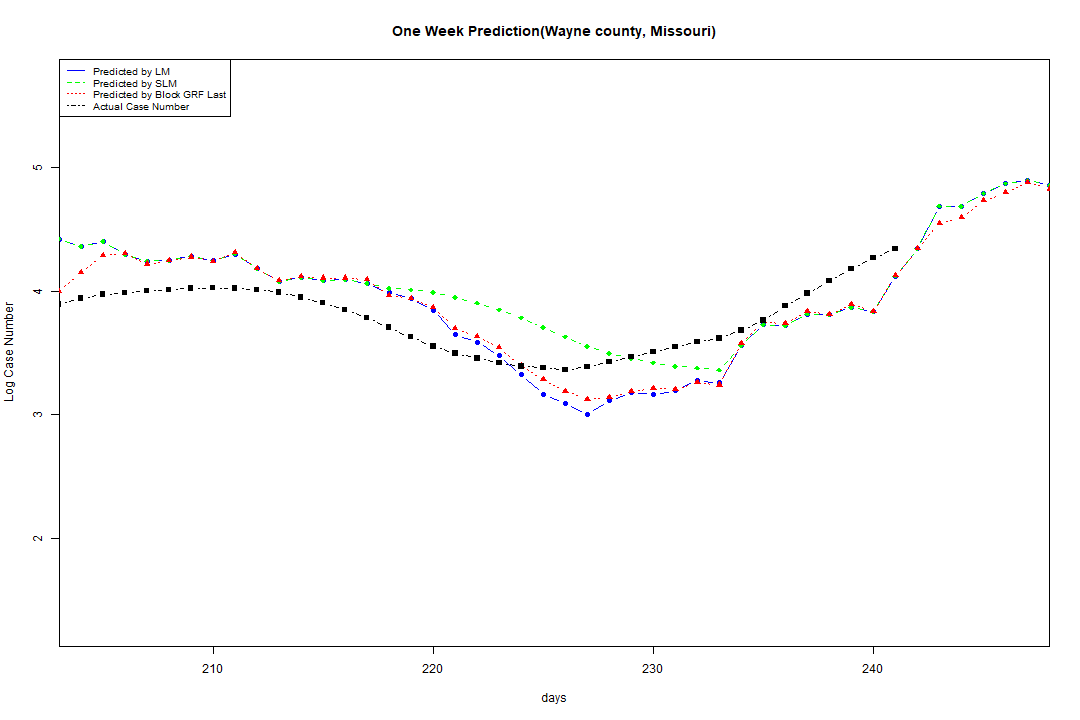 One Week Prediction(Wayne county, Missouri)
Predicted by LM
Predicted by SLM
Predicted by Block GRF Last
Actual Case Number
5
4
3
2
Log Case Number
210 220 230 240
days